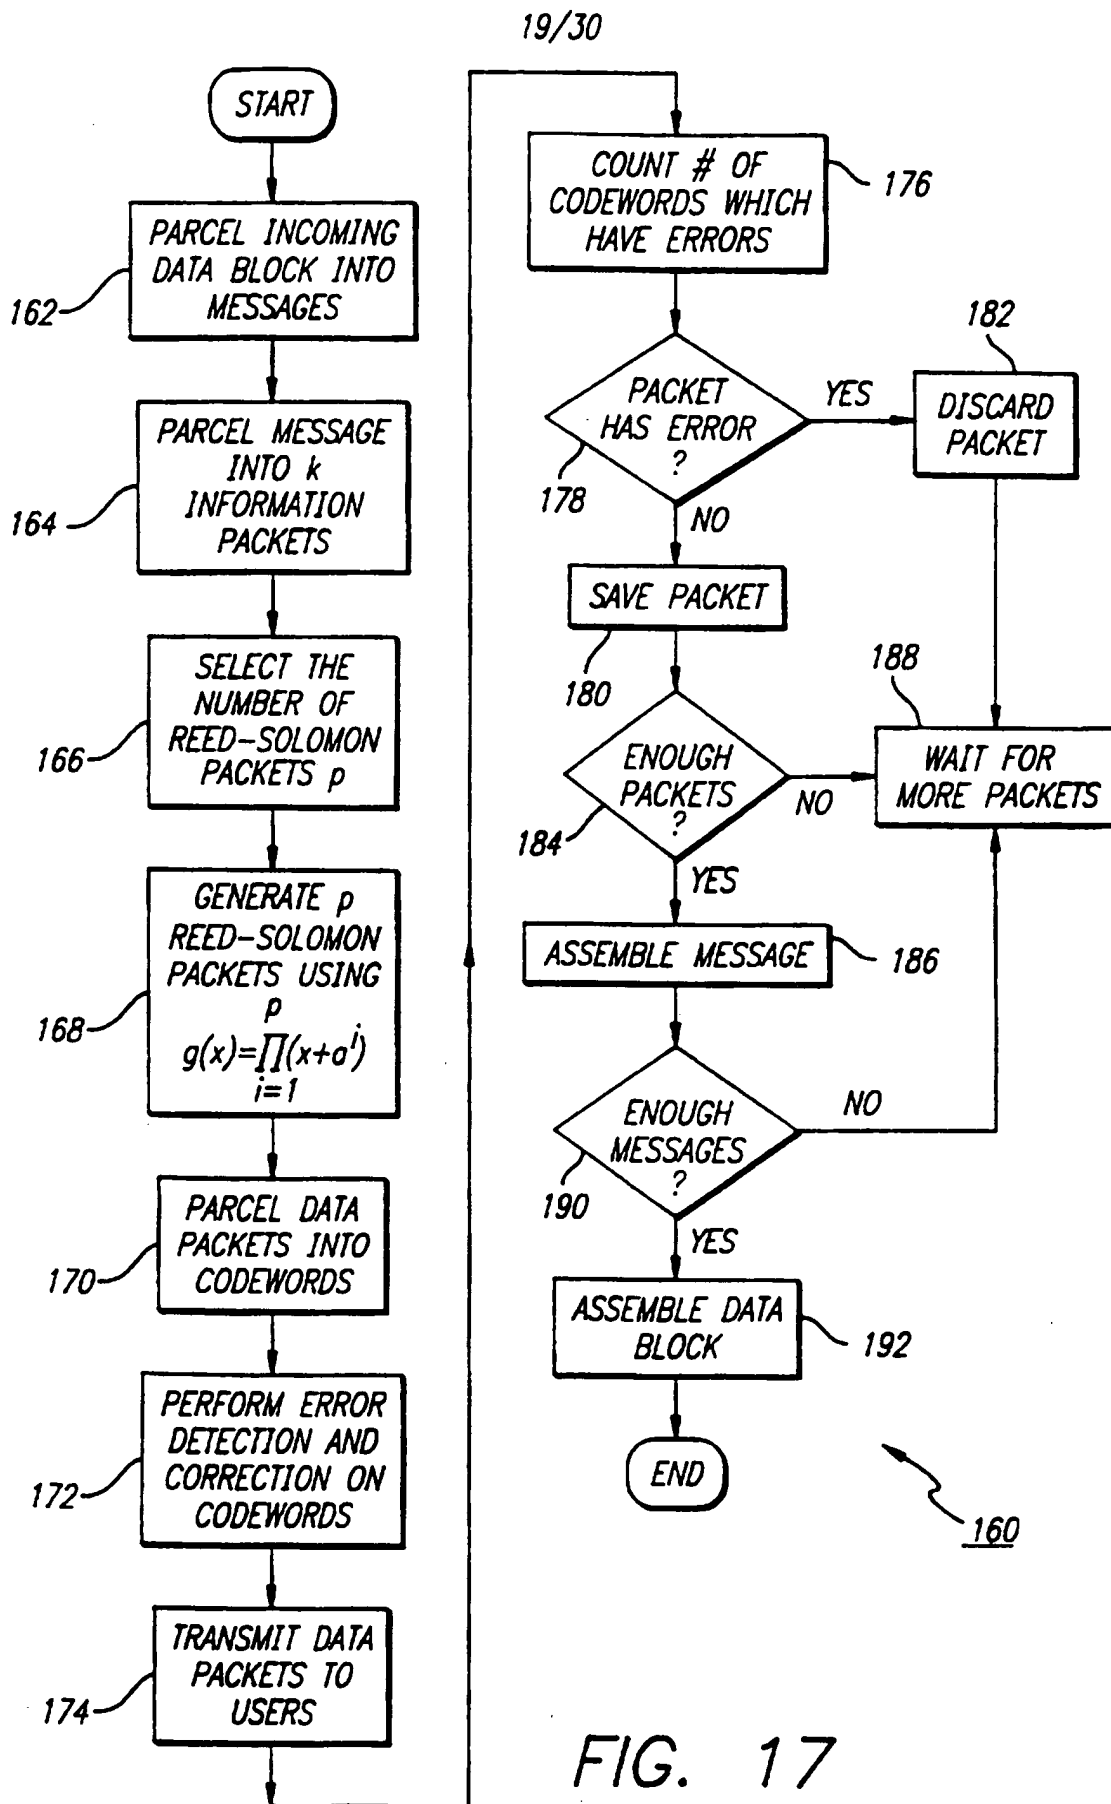 19/30
START
PARCEL INCOMING
DATA BLOCK INTO
MESSAGES
162
PARCEL MESSAGE
INTO k
INFORMATION
PACKETS
164
SELECT THE
NUMBER OF
REED-SOLOMON
PACKETS p
166
GENERATE p
REED-SOLOMON
PACKETS USING
p
g(x)=∏(x+a^i)
i=1
168
PARCEL DATA
PACKETS INTO
CODEWORDS
170
PERFORM ERROR
DETECTION AND
CORRECTION ON
CODEWORDS
172
TRANSMIT DATA
PACKETS TO
USERS
174
COUNT # OF
CODEWORDS WHICH
HAVE ERRORS
176
PACKET
HAS ERROR
?
178
YES
182
DISCARD
PACKET
NO
SAVE PACKET
180
ENOUGH
PACKETS
?
184
NO
188
WAIT FOR
MORE PACKETS
YES
ASSEMBLE MESSAGE
186
ENOUGH
MESSAGES
?
190
NO
YES
ASSEMBLE DATA
BLOCK
192
END
160
FIG. 17